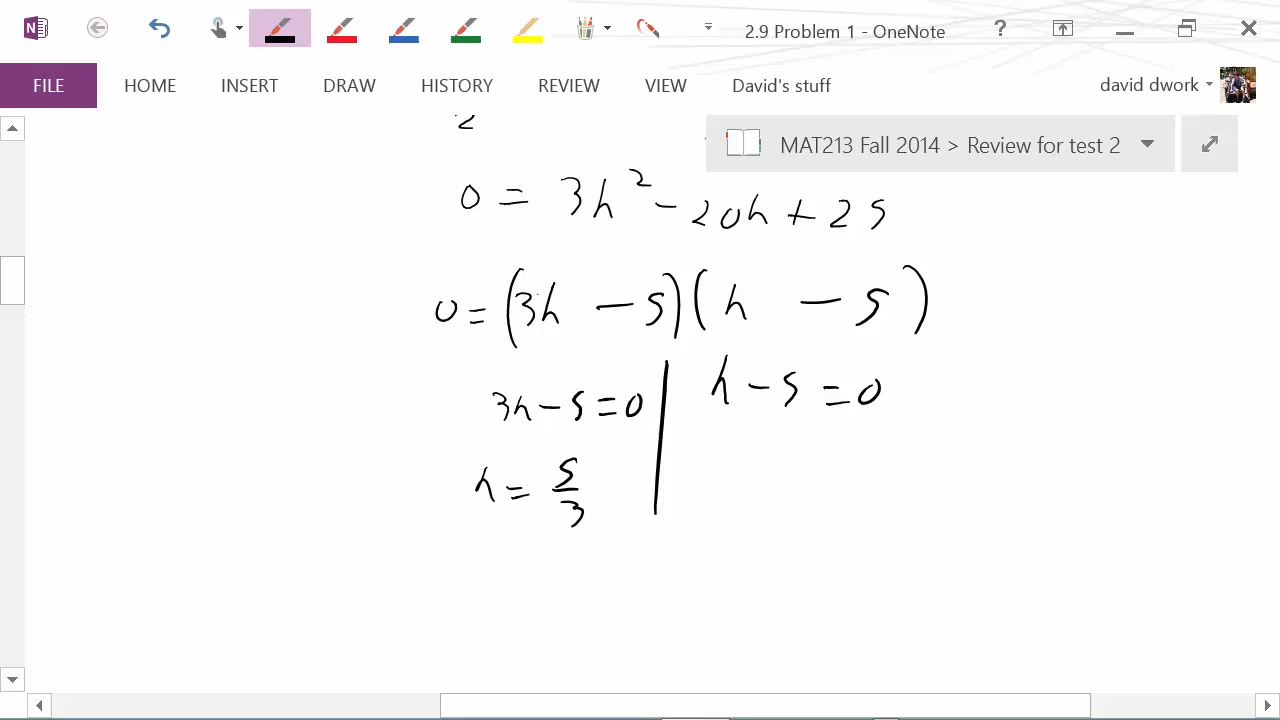 2.9 Problem 1 - OneNote
?
FILE HOME INSERT DRAW HISTORY REVIEW VIEW David's stuff
david dwork
MAT213 Fall 2014 > Review for test 2
2
0 = 3h² - 20h + 25
0 = (3h - 5)(h - 5)
3h - 5 = 0
h = 5/3
h - 5 = 0